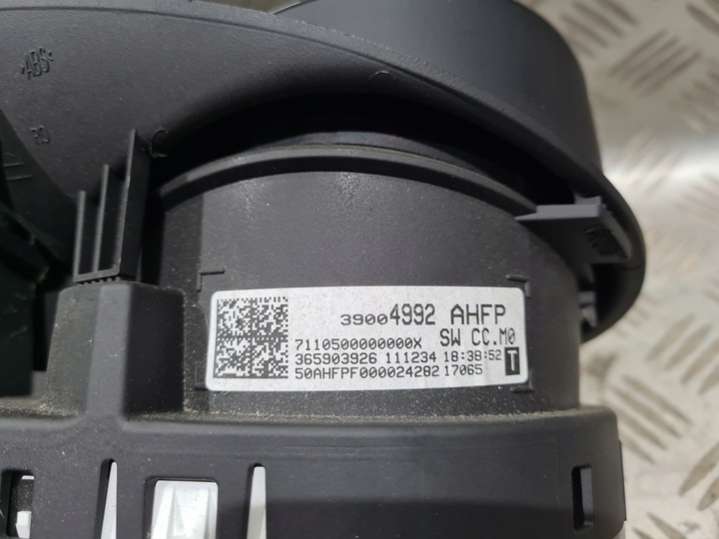 >ABS<
39004992 AHFP
7110500000000X SW CC.M0
365903926 111234 18:38:52 T
50AHFPF000024282 17065